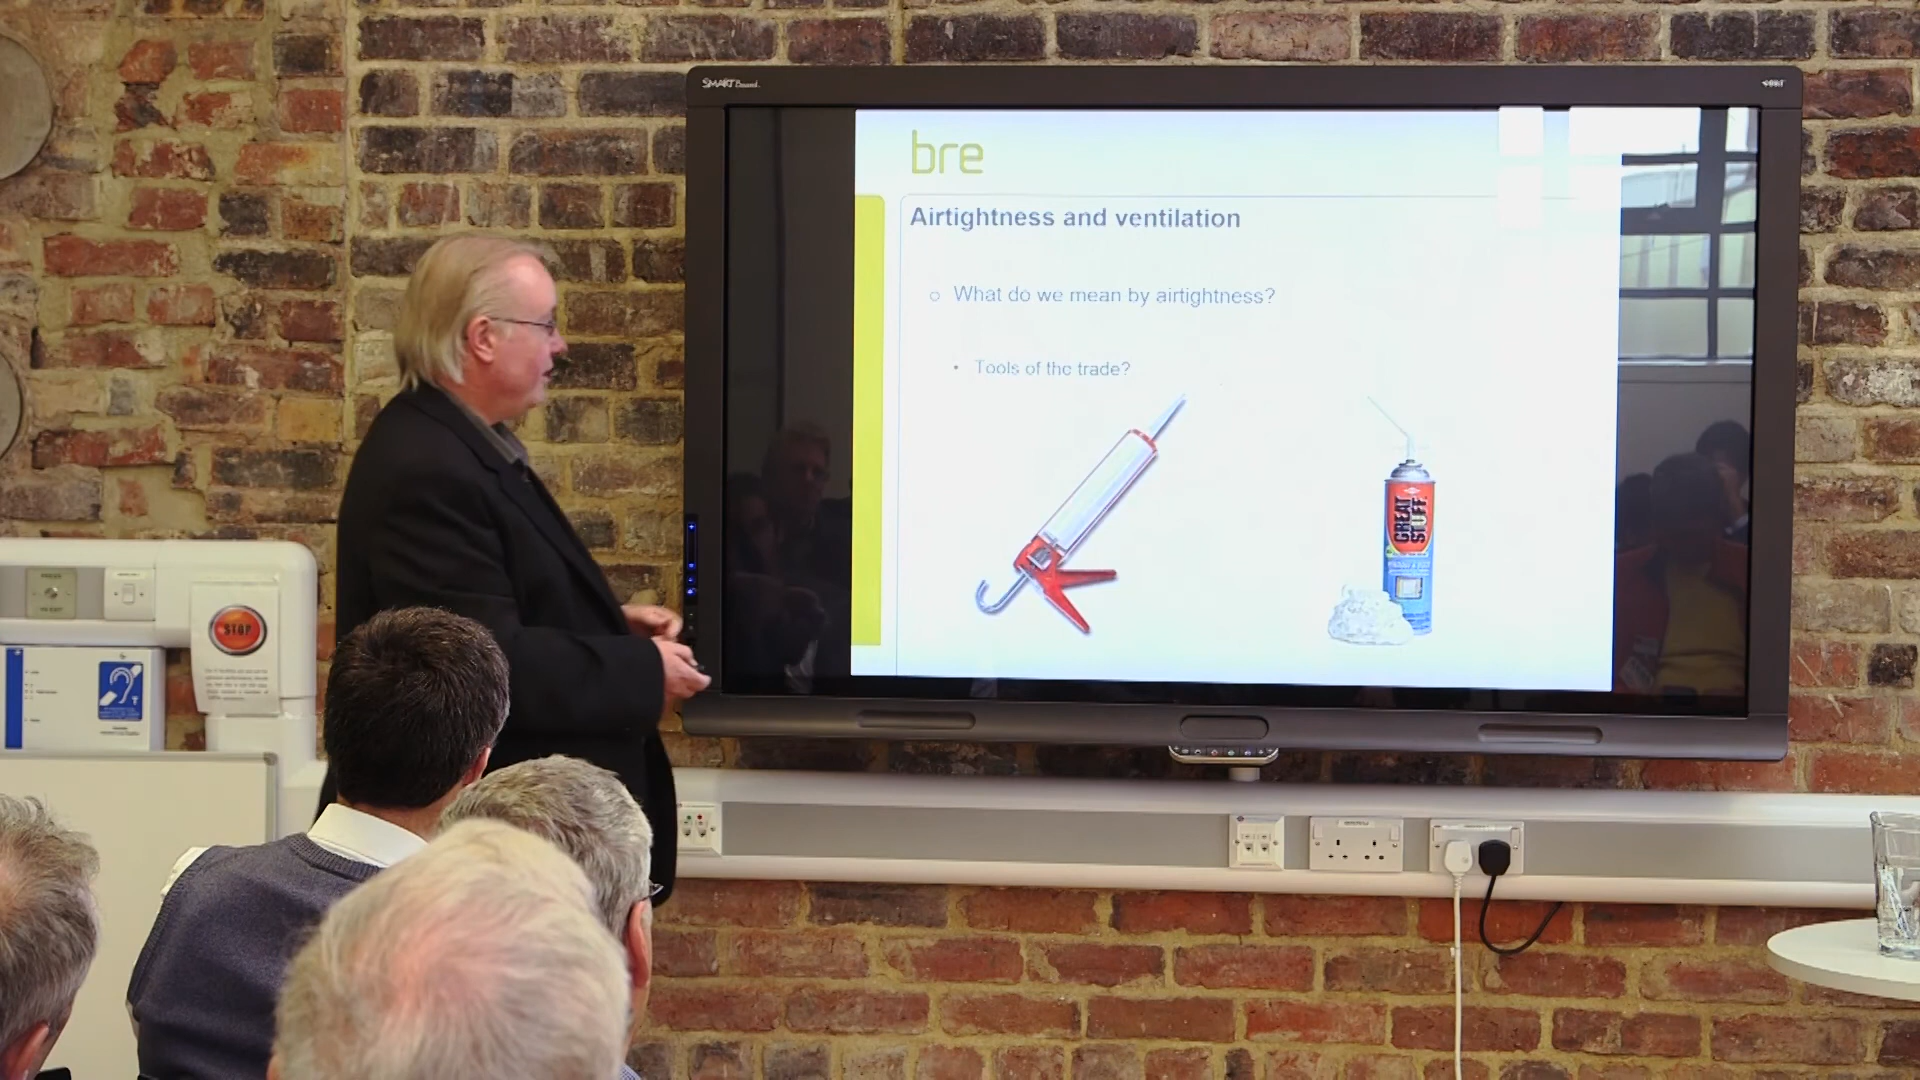 SMART Board
bre
Airtightness and ventilation
What do we mean by airtightness?
Tools of the trade?
GREAT
STUFF
STOP